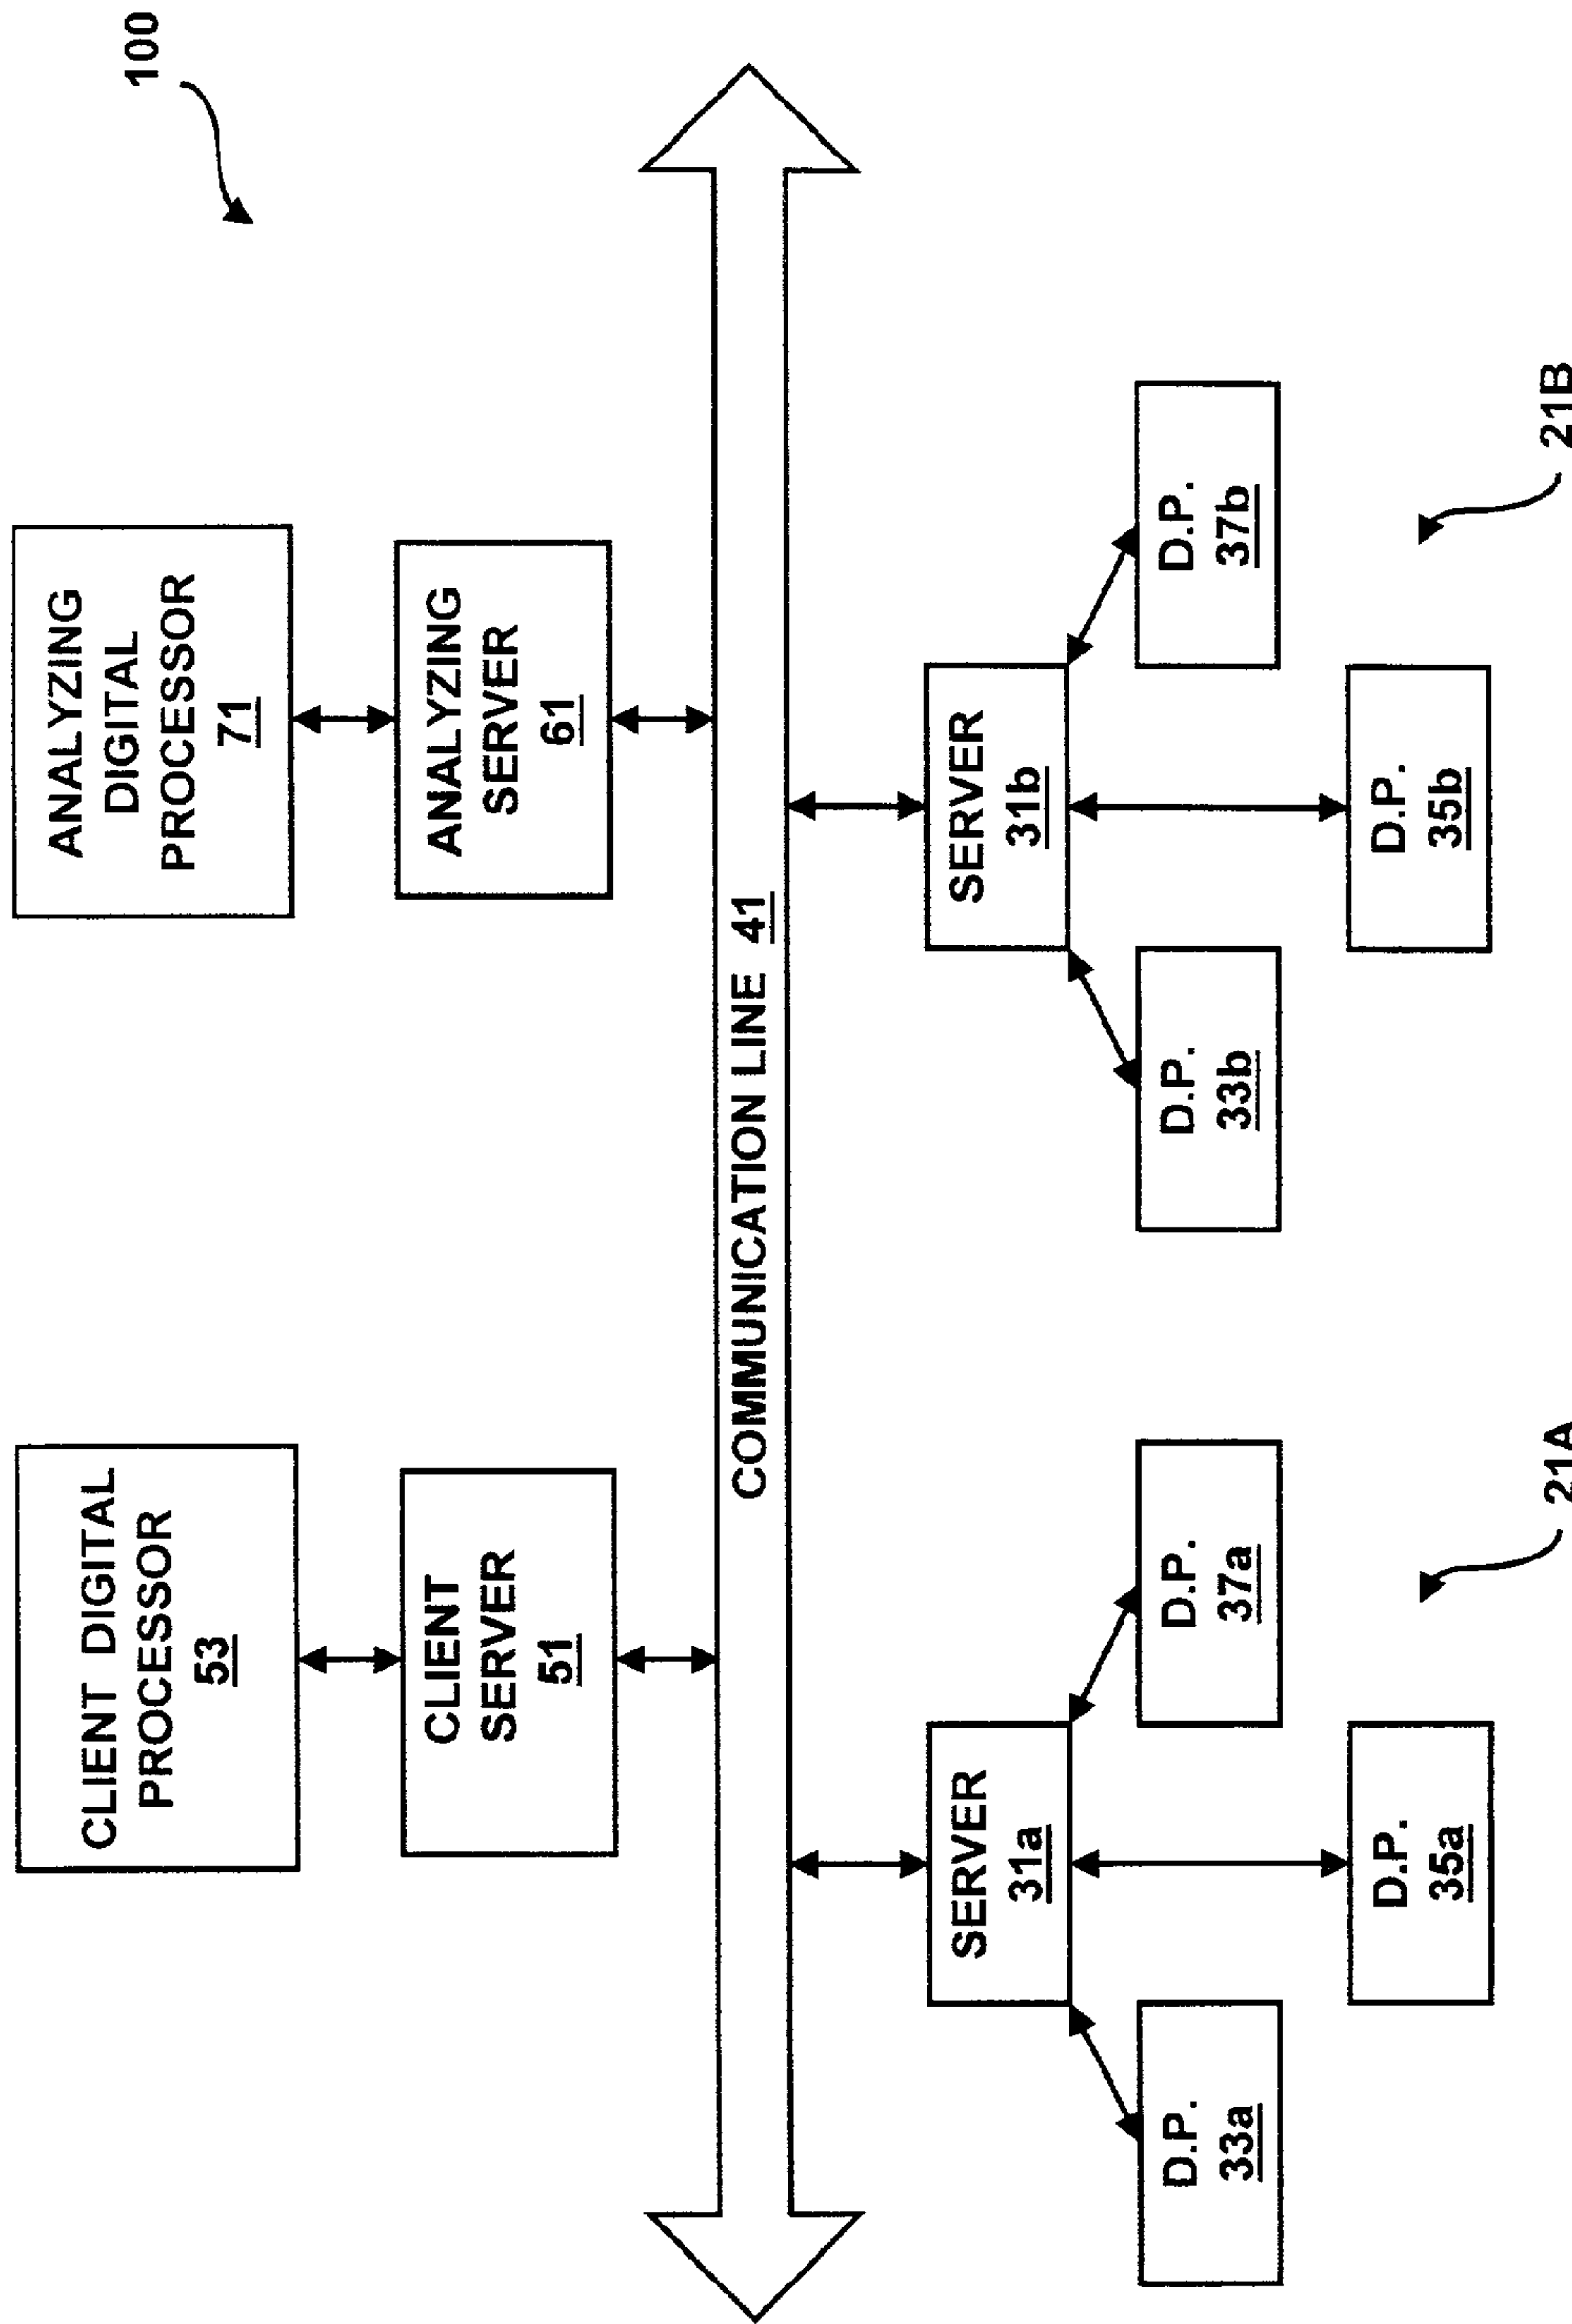 100
CLIENT DIGITAL
PROCESSOR
53
ANALYZING
DIGITAL
PROCESSOR
71
CLIENT
SERVER
51
ANALYZING
SERVER
61
COMMUNICATION LINE 41
SERVER
31a
SERVER
31b
D.P.
33a
D.P.
37a
D.P.
33b
D.P.
37b
D.P.
35a
D.P.
35b
21A
21B